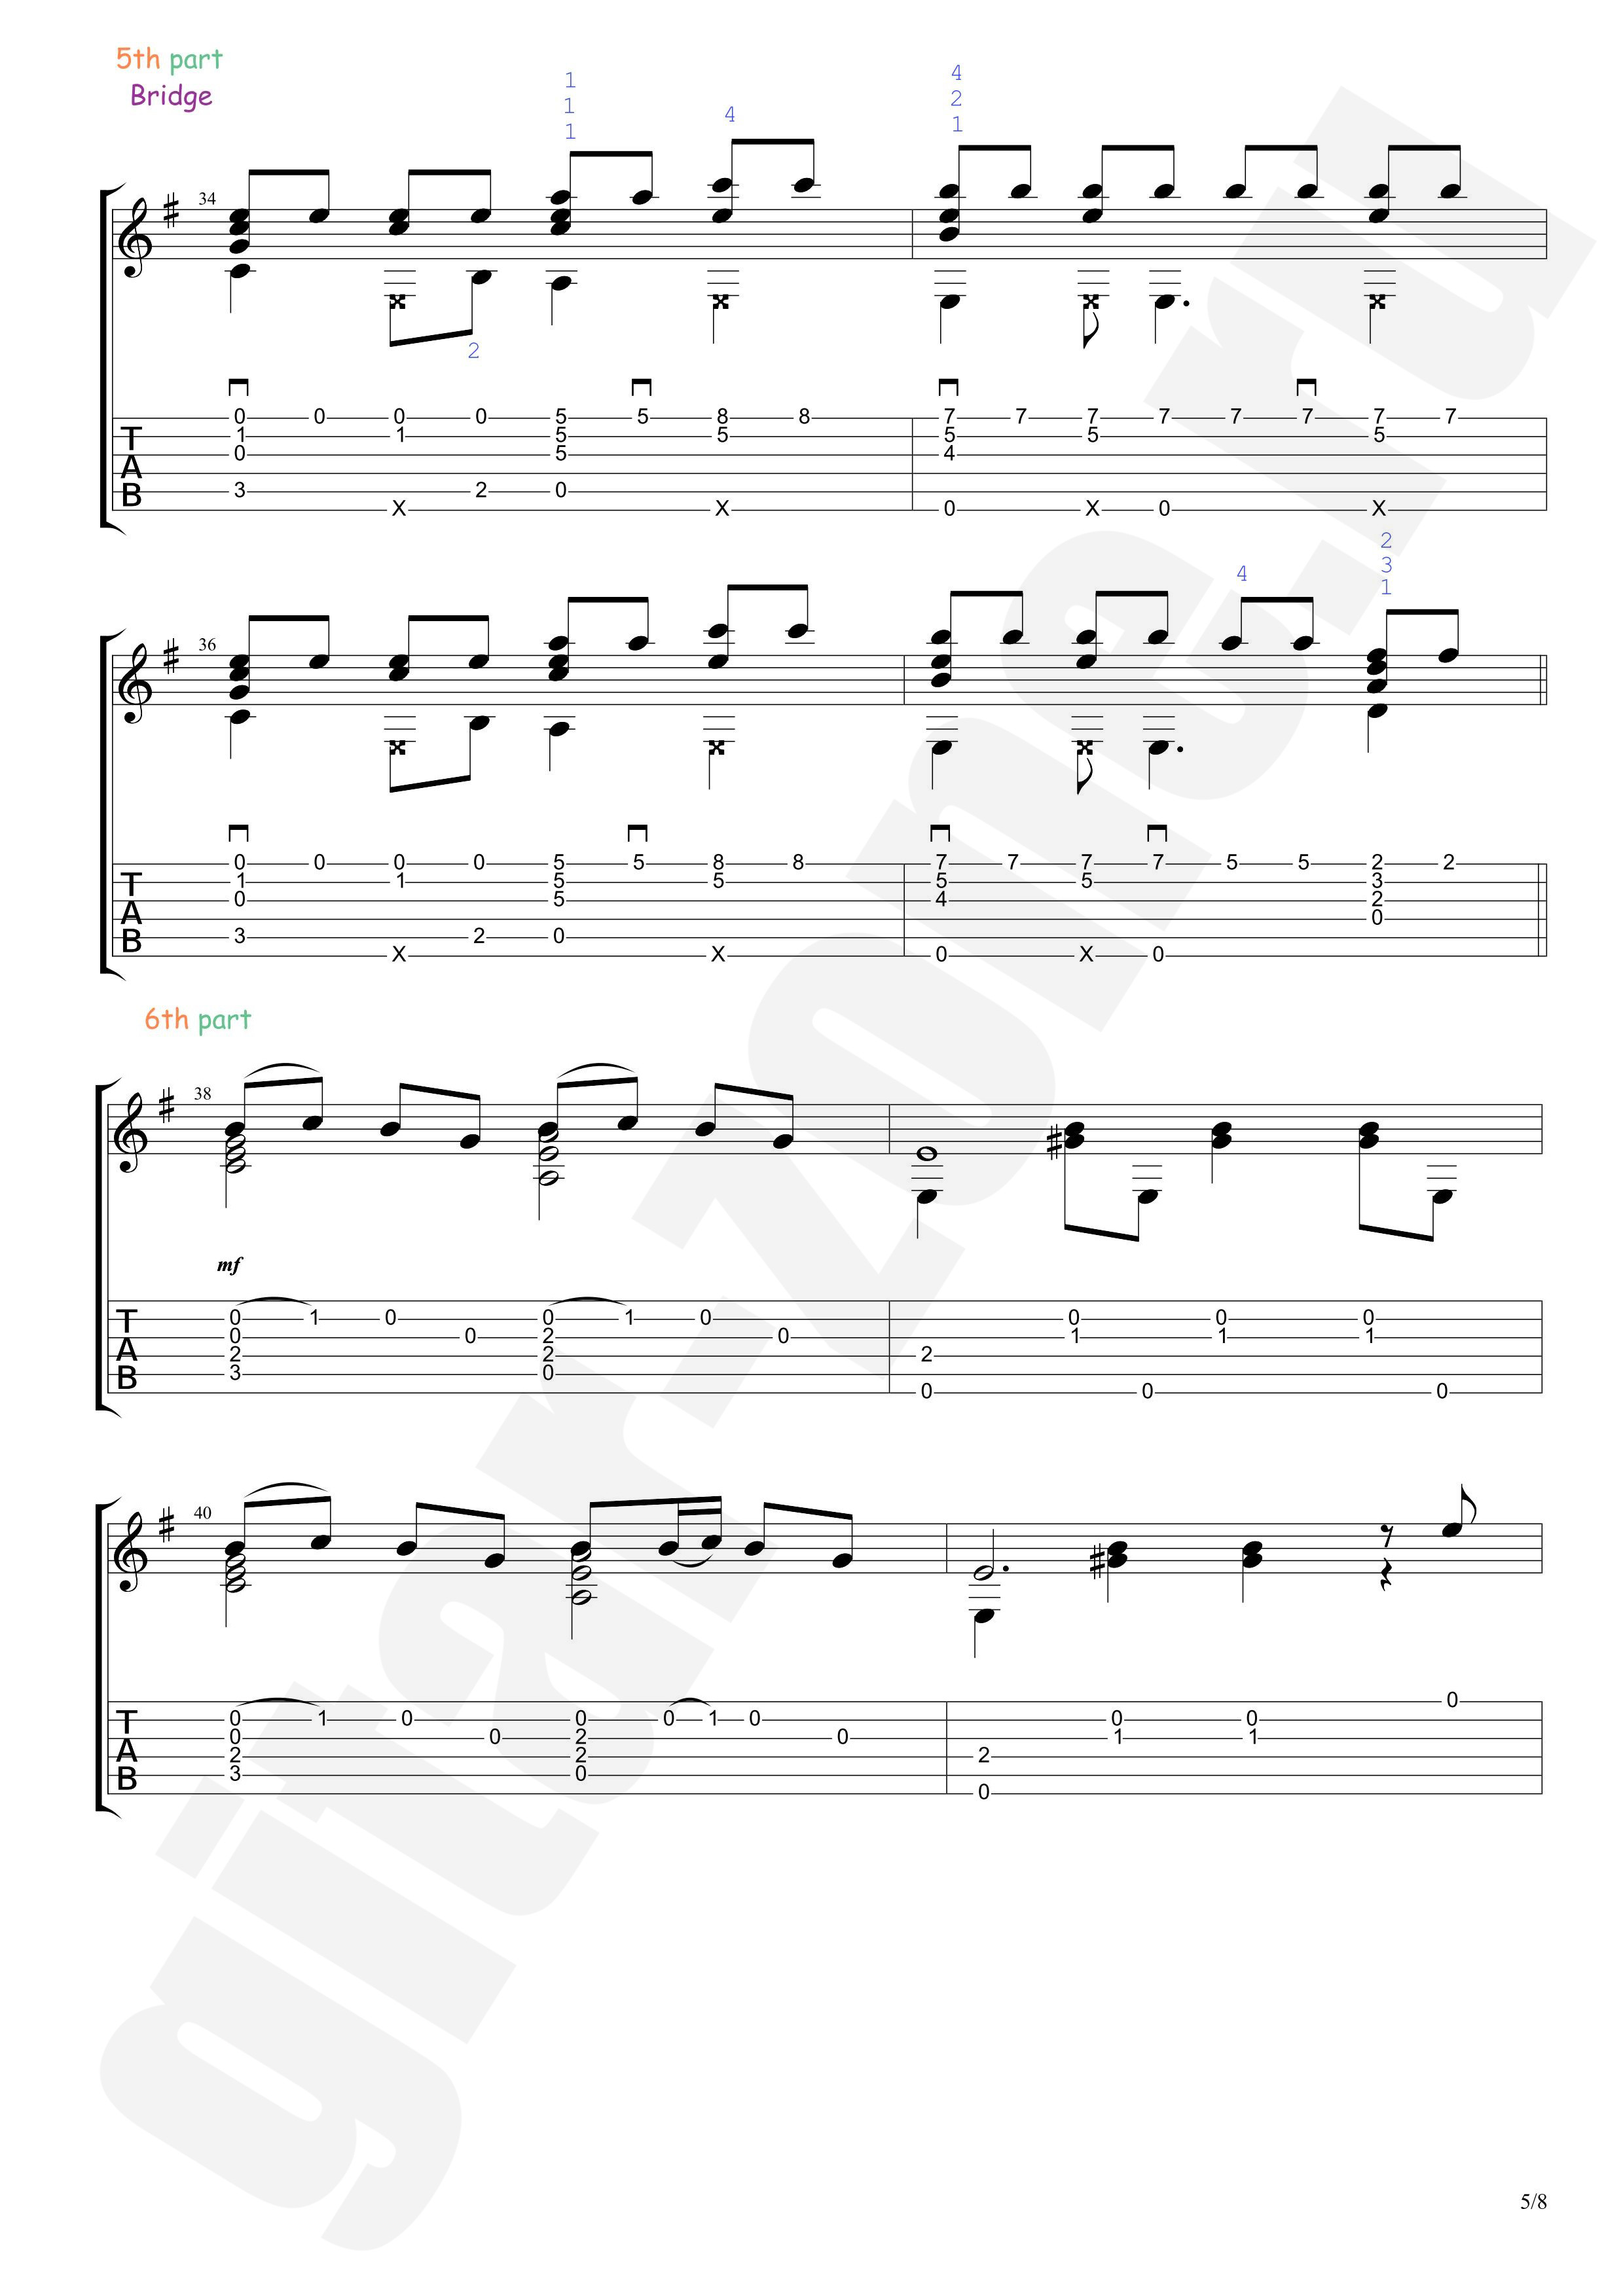 5th part
Bridge
1
1
1
4
4
2
1
34
2
0 0 0 0 5 5 8 8 7 7 7 7 7 7 7 7
T 1 1 5 5 5 5 5
0 5 4
A
B 3 2 0
X X 0 X 0 X
4
2
3
1
36
0 0 0 0 5 5 8 8 7 7 7 7 5 5 2 2
T 1 1 5 5 5 5 3
0 5 4 2
A 0
B 3 2 0
X X 0 X 0
6th part
38
mf
T 0 1 0 0 1 0 0 0 0
0 0 2 0 1 1 1
A 2 2 2
B 3 0
0 0 0
40
0
T 0 1 0 0 0 1 0 0 0
0 0 2 0 1 1
A 2 2 2
B 3 0
0
5/8
gitar-zone.ru